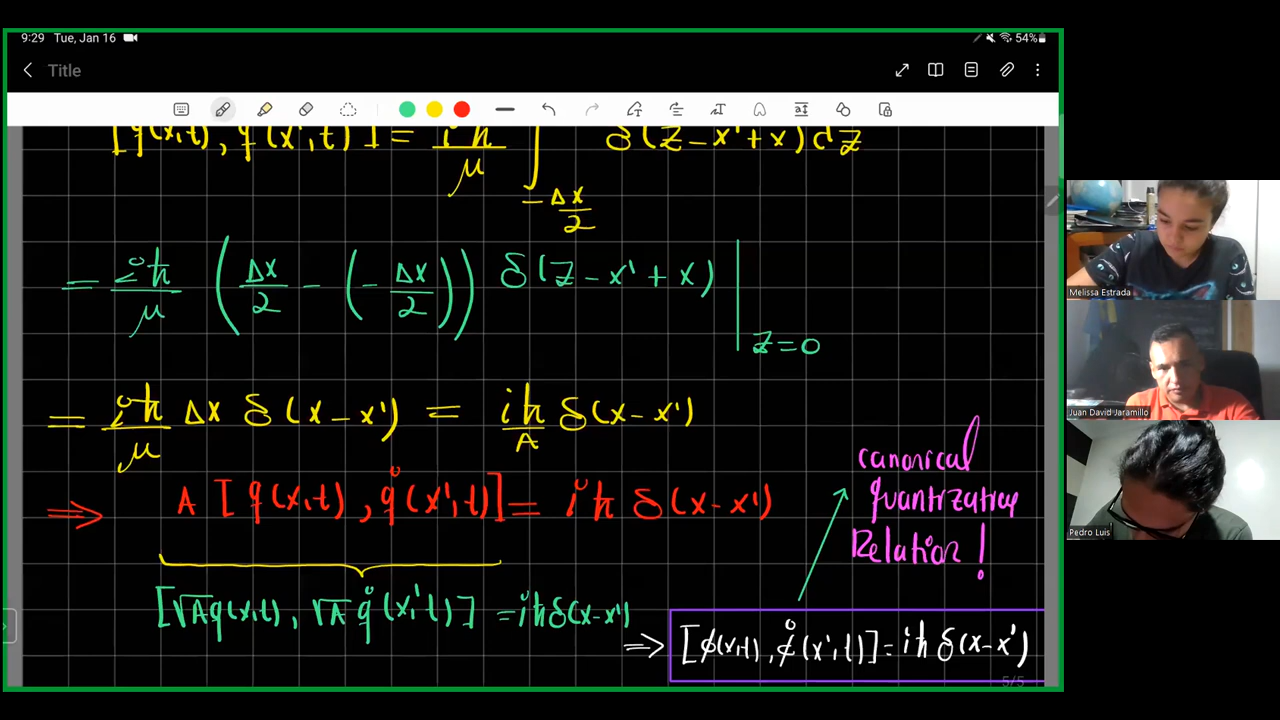 9:29 Tue, Jan 16 54%
Title
[q(x,t), q(x',t)] = iħ/μ ∫_{-Δx/2} δ(z-x'+x)dz
= iħ/μ (Δx/2 - (-Δx/2)) δ(z-x'+x) |_{z=0}
= iħ/μ Δx δ(x-x') = iħ/A δ(x-x')
⇒ A [q(x,t), q̇(x',t)] = iħ δ(x-x')
[√A q(x,t), √A q̇(x',t)] = iħδ(x-x')
canonical
quantization
Relation!
⇒ [ϕ(x,t), ϕ̇(x',t)] = iħ δ(x-x')
5/5
Melissa Estrada
Juan David Jaramillo
Pedro Luis